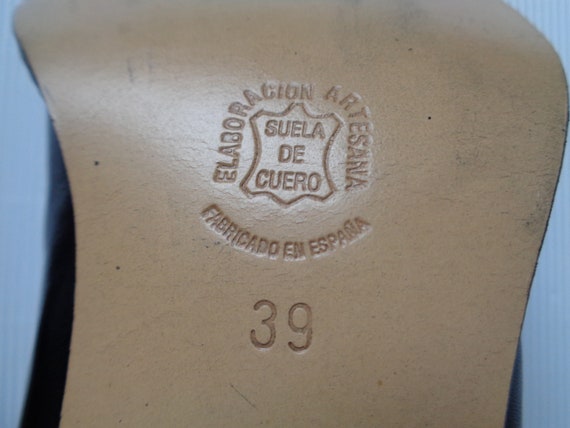 ELABORACION ARTESANA
SUELA
DE
CUERO
FABRICADO EN ESPAÑA
39